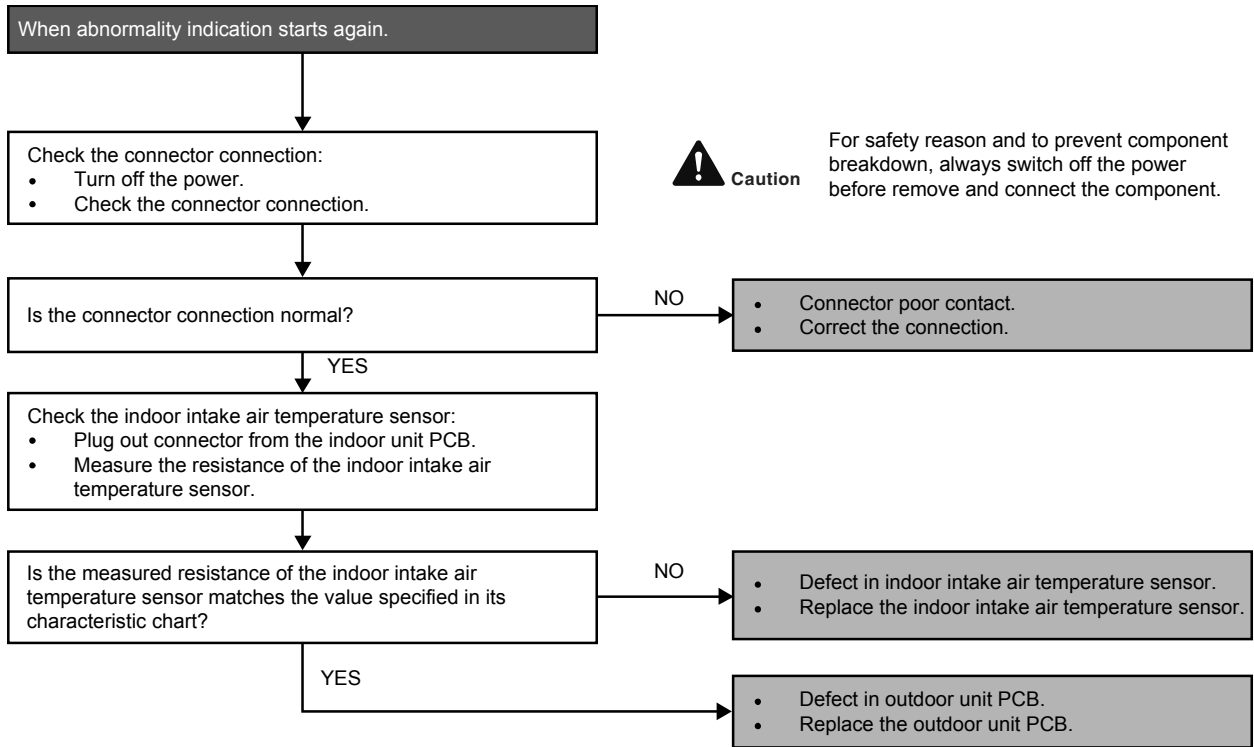 When abnormality indication starts again.
Check the connector connection:
• Turn off the power.
• Check the connector connection.
Caution
For safety reason and to prevent component
breakdown, always switch off the power
before remove and connect the component.
Is the connector connection normal?
NO
• Connector poor contact.
• Correct the connection.
YES
Check the indoor intake air temperature sensor:
• Plug out connector from the indoor unit PCB.
• Measure the resistance of the indoor intake air
temperature sensor.
Is the measured resistance of the indoor intake air
temperature sensor matches the value specified in its
characteristic chart?
NO
• Defect in indoor intake air temperature sensor.
• Replace the indoor intake air temperature sensor.
YES
• Defect in outdoor unit PCB.
• Replace the outdoor unit PCB.